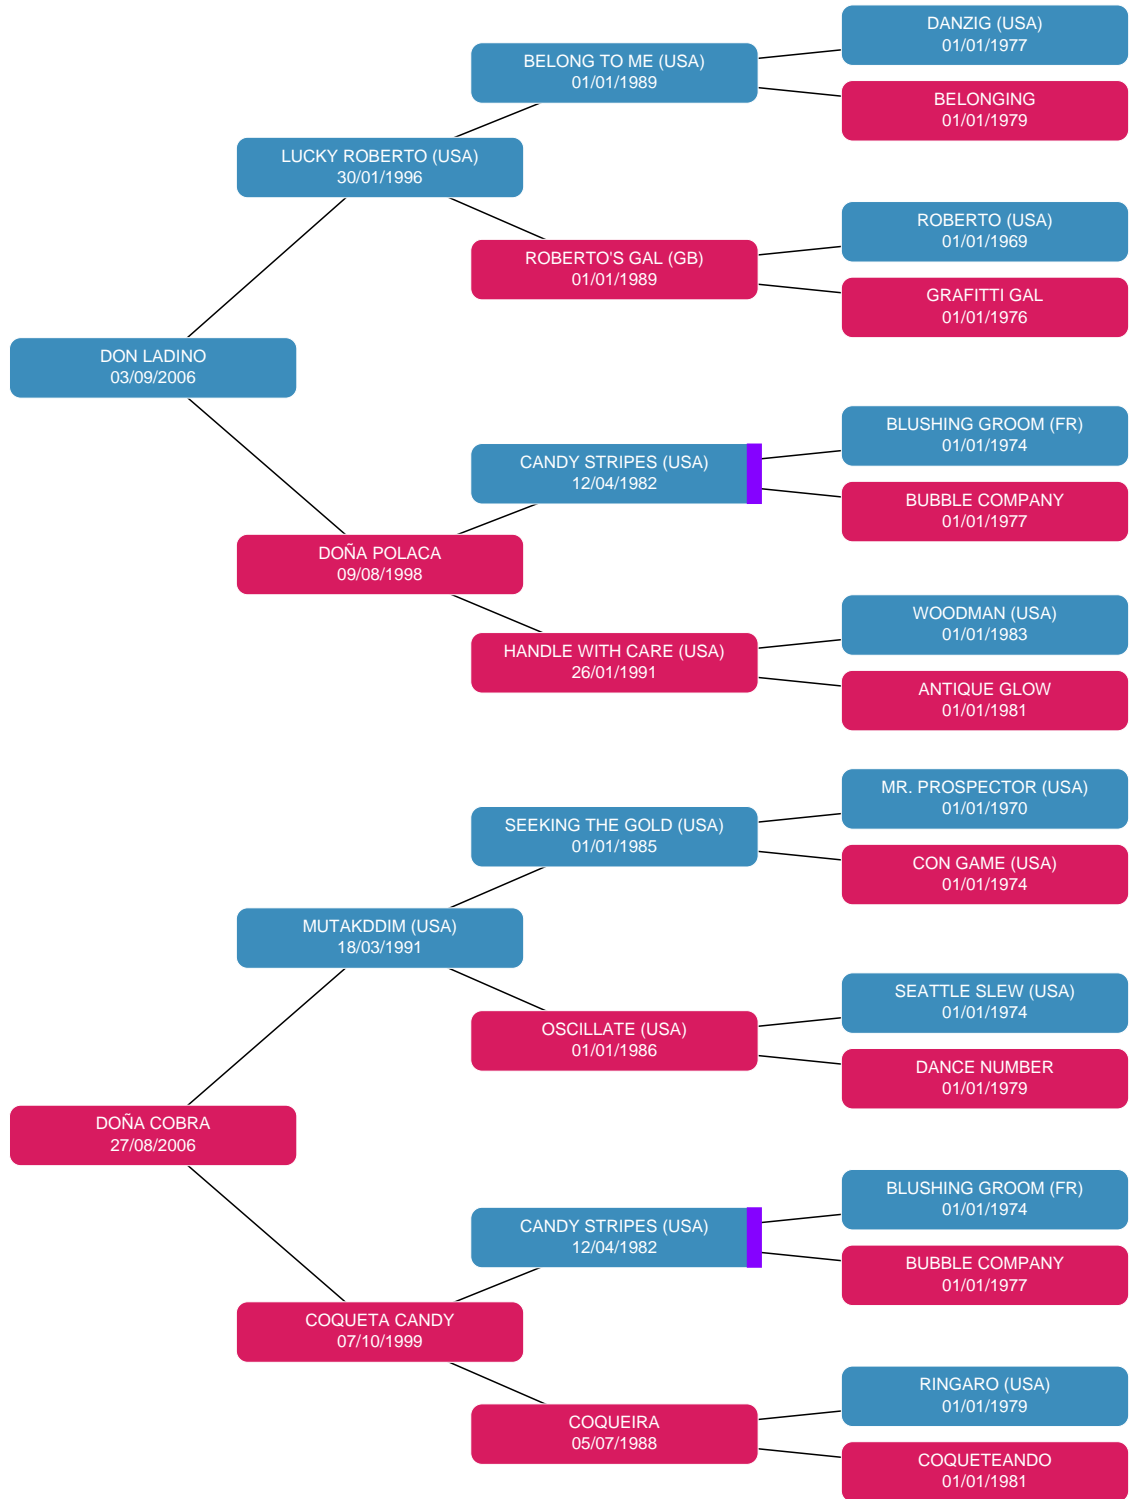 DANZIG (USA)
01/01/1977
BELONG TO ME (USA)
01/01/1989
BELONGING
01/01/1979
LUCKY ROBERTO (USA)
30/01/1996
ROBERTO (USA)
01/01/1969
ROBERTO'S GAL (GB)
01/01/1989
GRAFITTI GAL
01/01/1976
DON LADINO
03/09/2006
BLUSHING GROOM (FR)
01/01/1974
CANDY STRIPES (USA)
12/04/1982
BUBBLE COMPANY
01/01/1977
DOÑA POLACA
09/08/1998
WOODMAN (USA)
01/01/1983
HANDLE WITH CARE (USA)
26/01/1991
ANTIQUE GLOW
01/01/1981
MR. PROSPECTOR (USA)
01/01/1970
SEEKING THE GOLD (USA)
01/01/1985
CON GAME (USA)
01/01/1974
MUTAKDDIM (USA)
18/03/1991
SEATTLE SLEW (USA)
01/01/1974
OSCILLATE (USA)
01/01/1986
DANCE NUMBER
01/01/1979
DOÑA COBRA
27/08/2006
BLUSHING GROOM (FR)
01/01/1974
CANDY STRIPES (USA)
12/04/1982
BUBBLE COMPANY
01/01/1977
COQUETA CANDY
07/10/1999
RINGARO (USA)
01/01/1979
COQUEIRA
05/07/1988
COQUETEANDO
01/01/1981